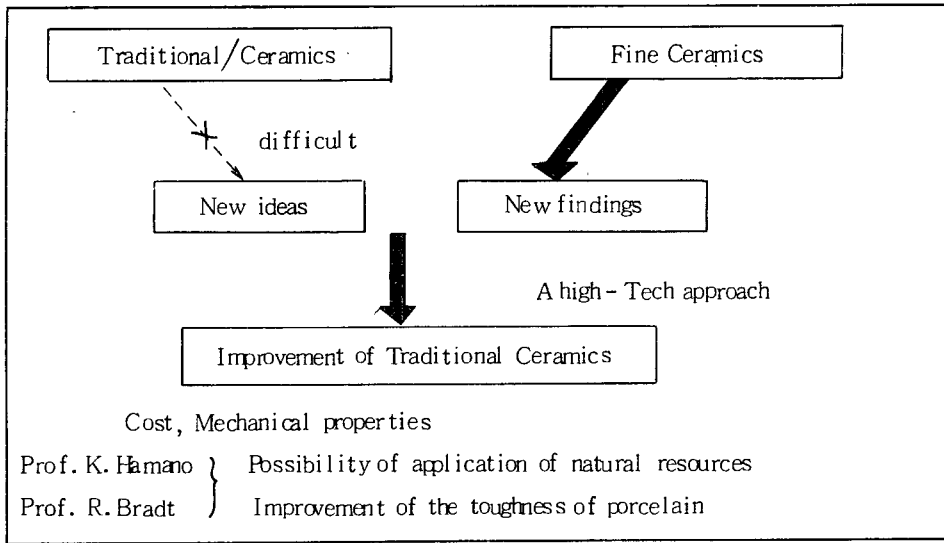 Traditional/Ceramics
Fine Ceramics
difficult
New ideas
New findings
A high-Tech approach
Improvement of Traditional Ceramics
Cost, Mechanical properties
Prof. K. Hamano } Possibility of application of natural resources
Prof. R. Bradt } Improvement of the toughness of porcelain